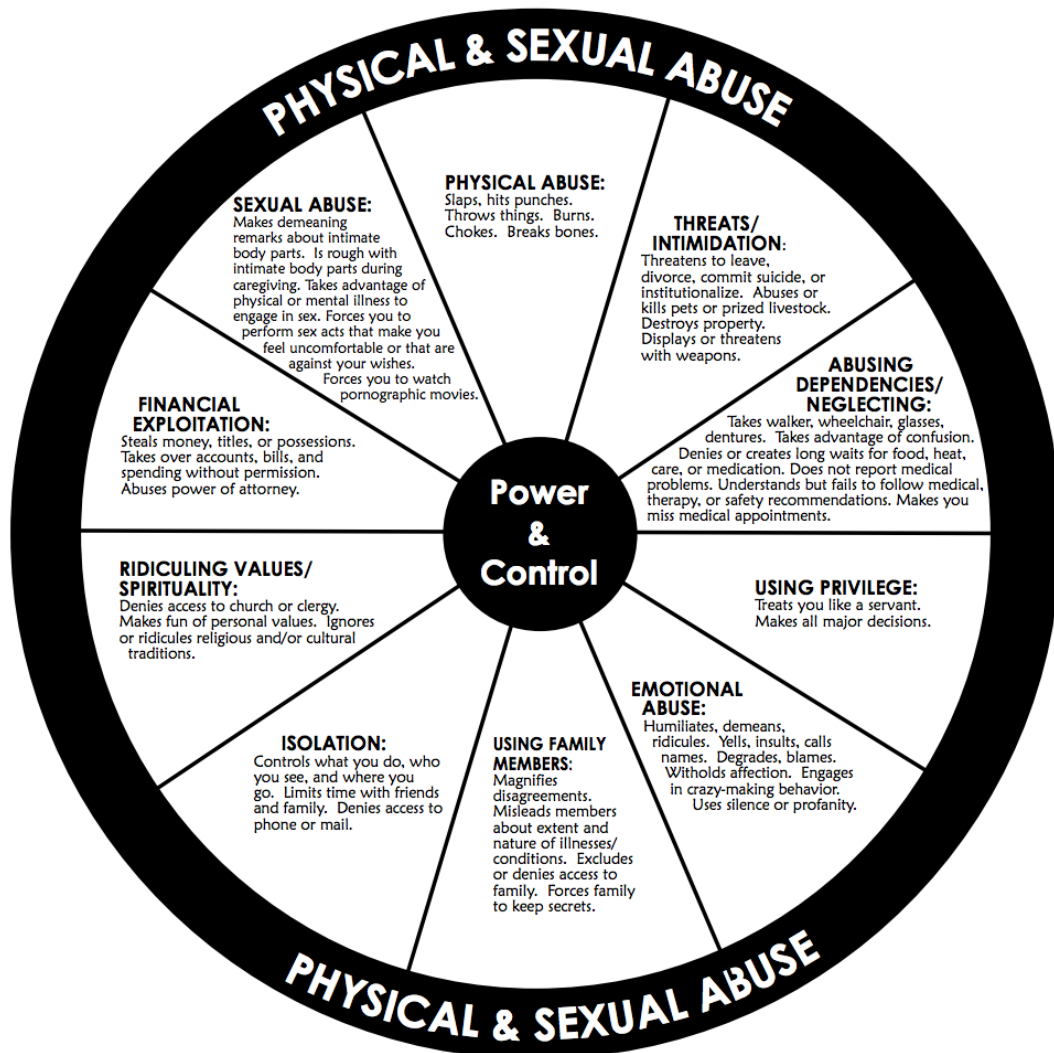 PHYSICAL & SEXUAL ABUSE
PHYSICAL ABUSE:
Slaps, hits punches.
Throws things. Burns.
Chokes. Breaks bones.
THREATS/
INTIMIDATION:
Threatens to leave,
divorce, commit suicide, or
institutionalize. Abuses or
kills pets or prized livestock.
Destroys property.
Displays or threatens
with weapons.
ABUSING
DEPENDENCIES/
NEGLECTING:
Takes walker, wheelchair, glasses,
dentures. Takes advantage of confusion.
Denies or creates long waits for food, heat,
care, or medication. Does not report medical
problems. Understands but fails to follow medical,
therapy, or safety recommendations. Makes you
miss medical appointments.
USING PRIVILEGE:
Treats you like a servant.
Makes all major decisions.
EMOTIONAL
ABUSE:
Humiliates, demeans,
ridicules. Yells, insults, calls
names. Degrades, blames.
Witholds affection. Engages
in crazy-making behavior.
Uses silence or profanity.
USING FAMILY
MEMBERS:
Magnifies
disagreements.
Misleads members
about extent and
nature of illnesses/
conditions. Excludes
or denies access to
family. Forces family
to keep secrets.
ISOLATION:
Controls what you do, who
you see, and where you
go. Limits time with friends
and family. Denies access to
phone or mail.
RIDICULING VALUES/
SPIRITUALITY:
Denies access to church or clergy.
Makes fun of personal values. Ignores
or ridicules religious and/or cultural
traditions.
FINANCIAL
EXPLOITATION:
Steals money, titles, or possessions.
Takes over accounts, bills, and
spending without permission.
Abuses power of attorney.
SEXUAL ABUSE:
Makes demeaning
remarks about intimate
body parts. Is rough with
intimate body parts during
caregiving. Takes advantage of
physical or mental illness to
engage in sex. Forces you to
perform sex acts that make you
feel uncomfortable or that are
against your wishes.
Forces you to watch
pornographic movies.
Power
&
Control
PHYSICAL & SEXUAL ABUSE